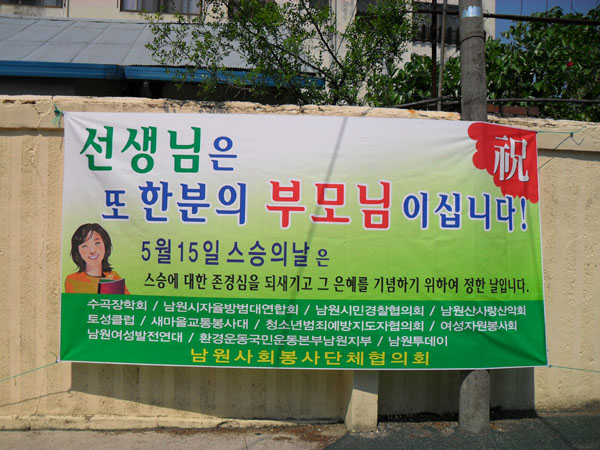 선생님은
祝
또 한분의 부모님 이십니다!
5월 15일 스승의날 은
스승에 대한 존경심을 되새기고 그 은혜를 기념하기 위하여 정한 날입니다.
수곡장학회 / 남원시자율방범대연합회 / 남원시민경찰협의회 / 남원산사랑산악회
토성클럽 / 새마을교통봉사대 / 청소년범죄예방지도자협의회 / 여성자원봉사회
남원여성발전연대 / 환경운동국민운동본부남원지부 / 남원투데이
남원사회봉사단체협의회